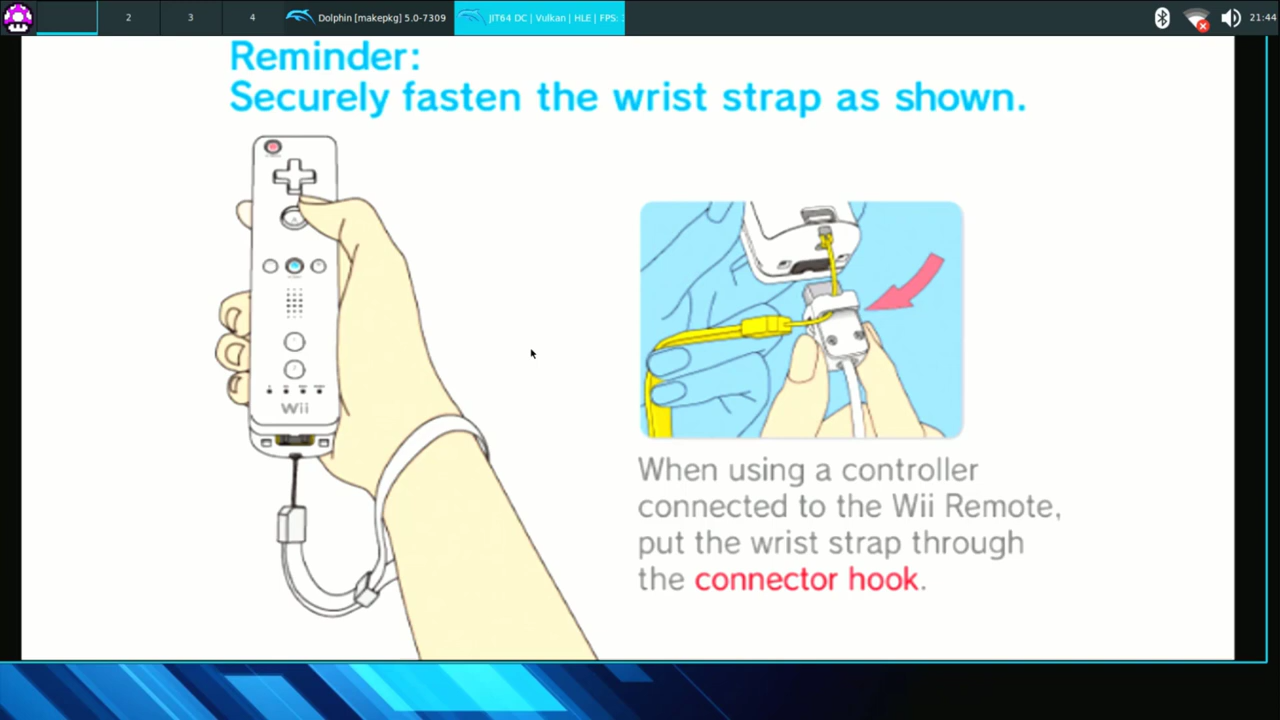 2
3
4
Dolphin [makepkg] 5.0-7309
JIT64 DC | Vulkan | HLE | FPS:
21:44
Reminder:
Securely fasten the wrist strap as shown.
Wii
When using a controller
connected to the Wii Remote,
put the wrist strap through
the connector hook.